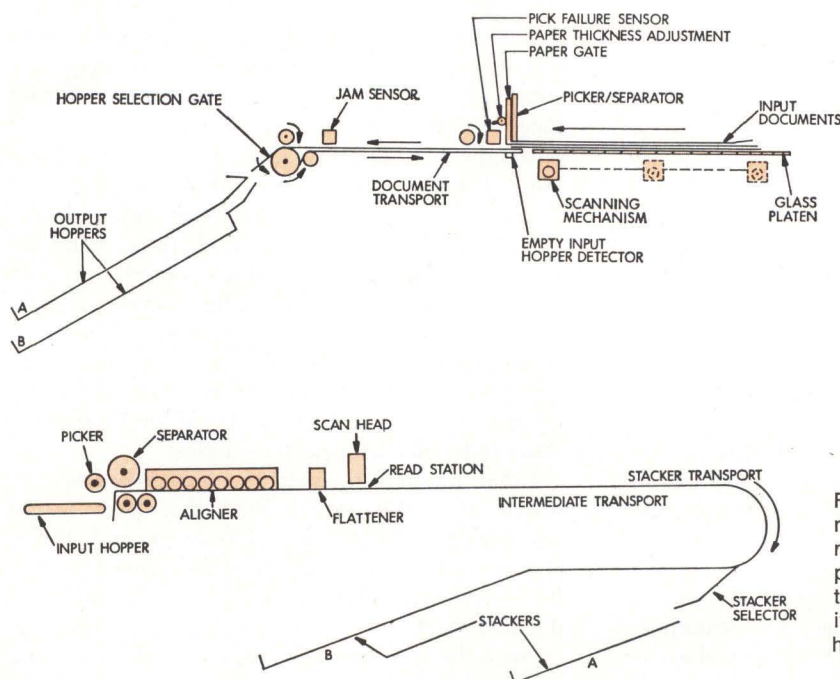 PICK FAILURE SENSOR
PAPER THICKNESS ADJUSTMENT
PAPER GATE
PICKER/SEPARATOR
JAM SENSOR
HOPPER SELECTION GATE
INPUT
DOCUMENTS
DOCUMENT
TRANSPORT
SCANNING
MECHANISM
GLASS
PLATEN
EMPTY INPUT
HOPPER DETECTOR
OUTPUT
HOPPERS
A
B
SCAN HEAD
PICKER
SEPARATOR
READ STATION
STACKER TRANSPORT
INTERMEDIATE TRANSPORT
ALIGNER
FLATTENER
INPUT HOPPER
STACKER
SELECTOR
STACKERS
B
A